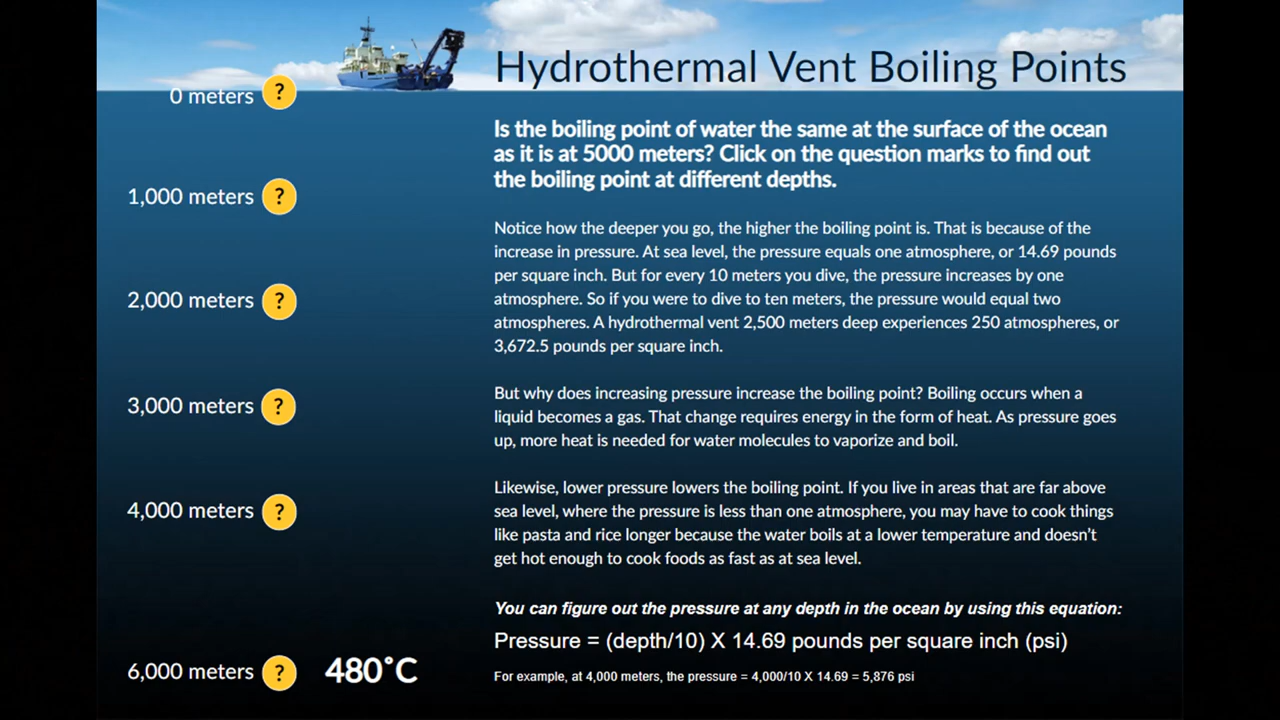 Hydrothermal Vent Boiling Points
0 meters ?
1,000 meters ?
2,000 meters ?
3,000 meters ?
4,000 meters ?
6,000 meters ? 480°C
Is the boiling point of water the same at the surface of the ocean
as it is at 5000 meters? Click on the question marks to find out
the boiling point at different depths.
Notice how the deeper you go, the higher the boiling point is. That is because of the
increase in pressure. At sea level, the pressure equals one atmosphere, or 14.69 pounds
per square inch. But for every 10 meters you dive, the pressure increases by one
atmosphere. So if you were to dive to ten meters, the pressure would equal two
atmospheres. A hydrothermal vent 2,500 meters deep experiences 250 atmospheres, or
3,672.5 pounds per square inch.
But why does increasing pressure increase the boiling point? Boiling occurs when a
liquid becomes a gas. That change requires energy in the form of heat. As pressure goes
up, more heat is needed for water molecules to vaporize and boil.
Likewise, lower pressure lowers the boiling point. If you live in areas that are far above
sea level, where the pressure is less than one atmosphere, you may have to cook things
like pasta and rice longer because the water boils at a lower temperature and doesn't
get hot enough to cook foods as fast as at sea level.
You can figure out the pressure at any depth in the ocean by using this equation:
Pressure = (depth/10) X 14.69 pounds per square inch (psi)
For example, at 4,000 meters, the pressure = 4,000/10 X 14.69 = 5,876 psi